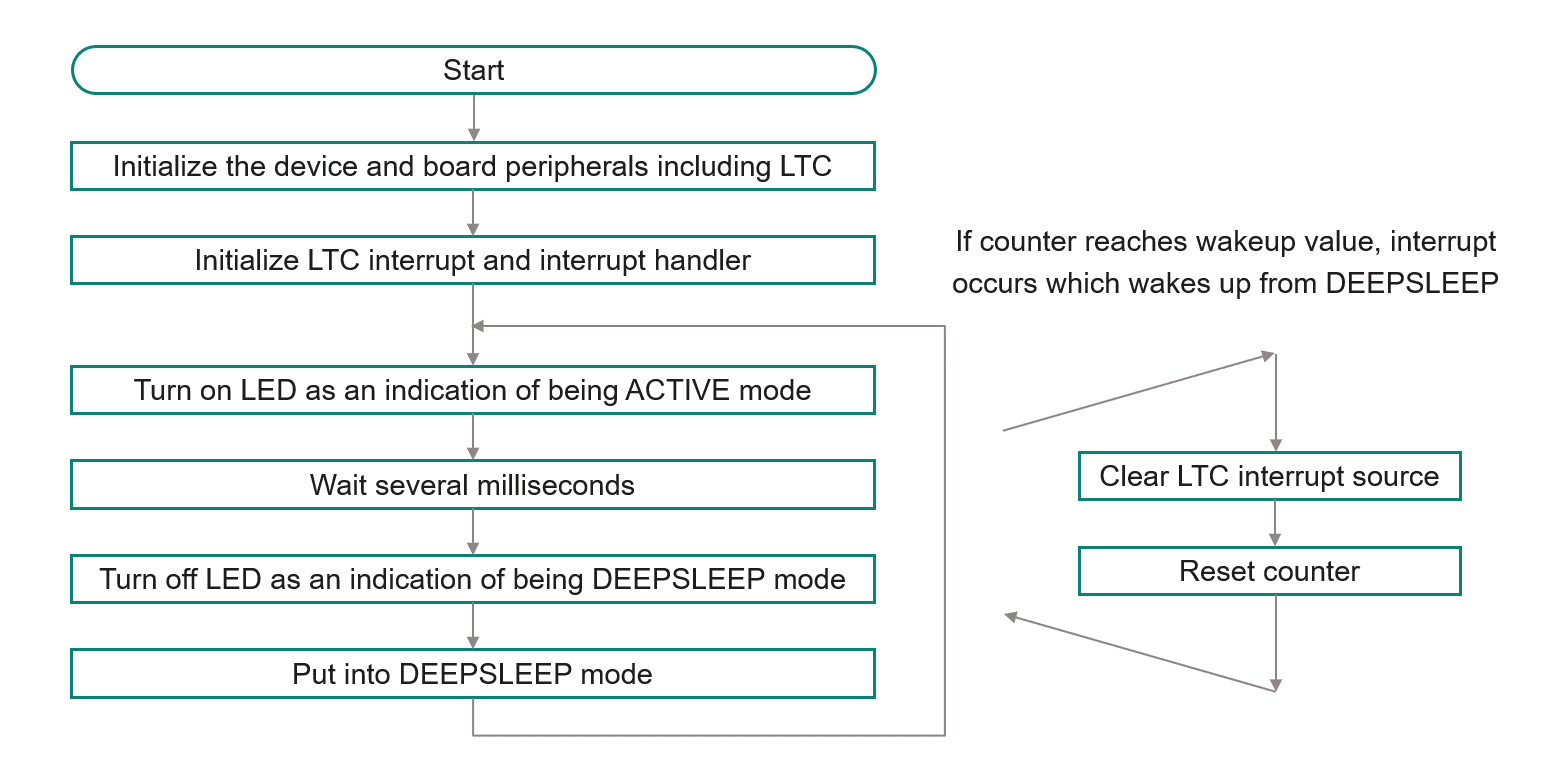 Start
Initialize the device and board peripherals including LTC
Initialize LTC interrupt and interrupt handler
Turn on LED as an indication of being ACTIVE mode
Wait several milliseconds
Turn off LED as an indication of being DEEPSLEEP mode
Put into DEEPSLEEP mode
If counter reaches wakeup value, interrupt
occurs which wakes up from DEEPSLEEP
Clear LTC interrupt source
Reset counter